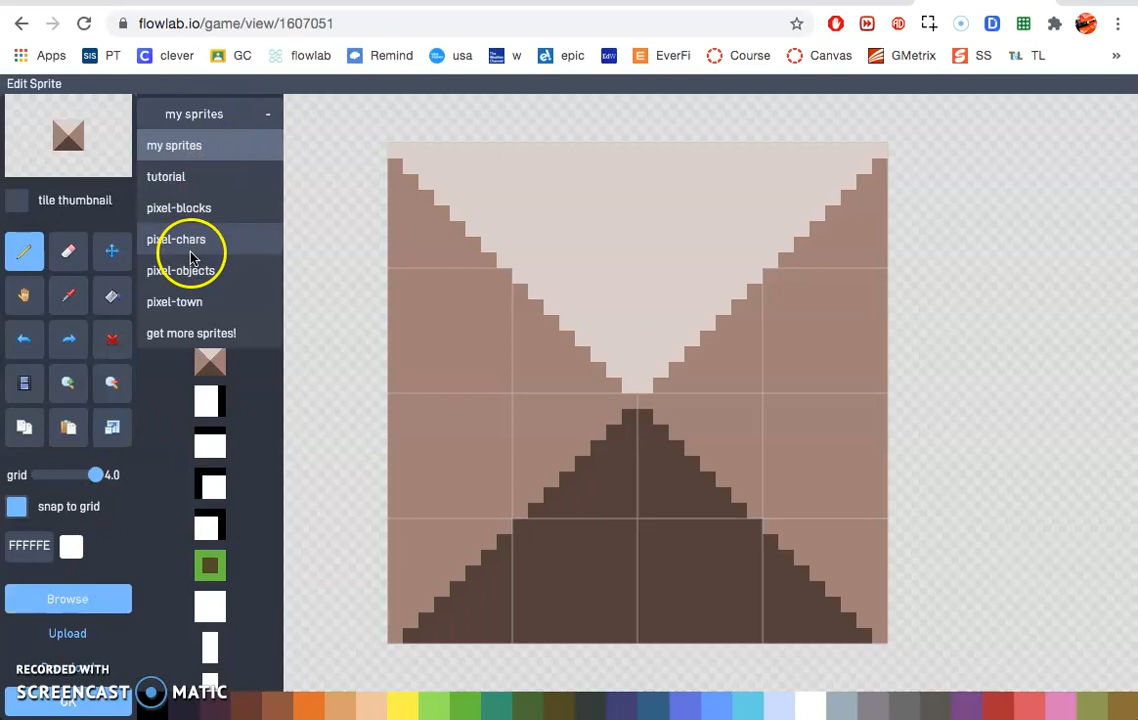 flowlab.io/game/view/1607051
Apps
SIS PT
clever
GC
flowlab
Remind
usa
w
epic
EverFi
Course
Canvas
GMetrix
SS
TL
»
Edit Sprite
my sprites -
my sprites
tutorial
pixel-blocks
pixel-chars
pixel-objects
pixel-town
get more sprites!
tile thumbnail
grid 4.0
snap to grid
FFFFFE
Browse
Upload
RECORDED WITH
SCREENCAST MATIC